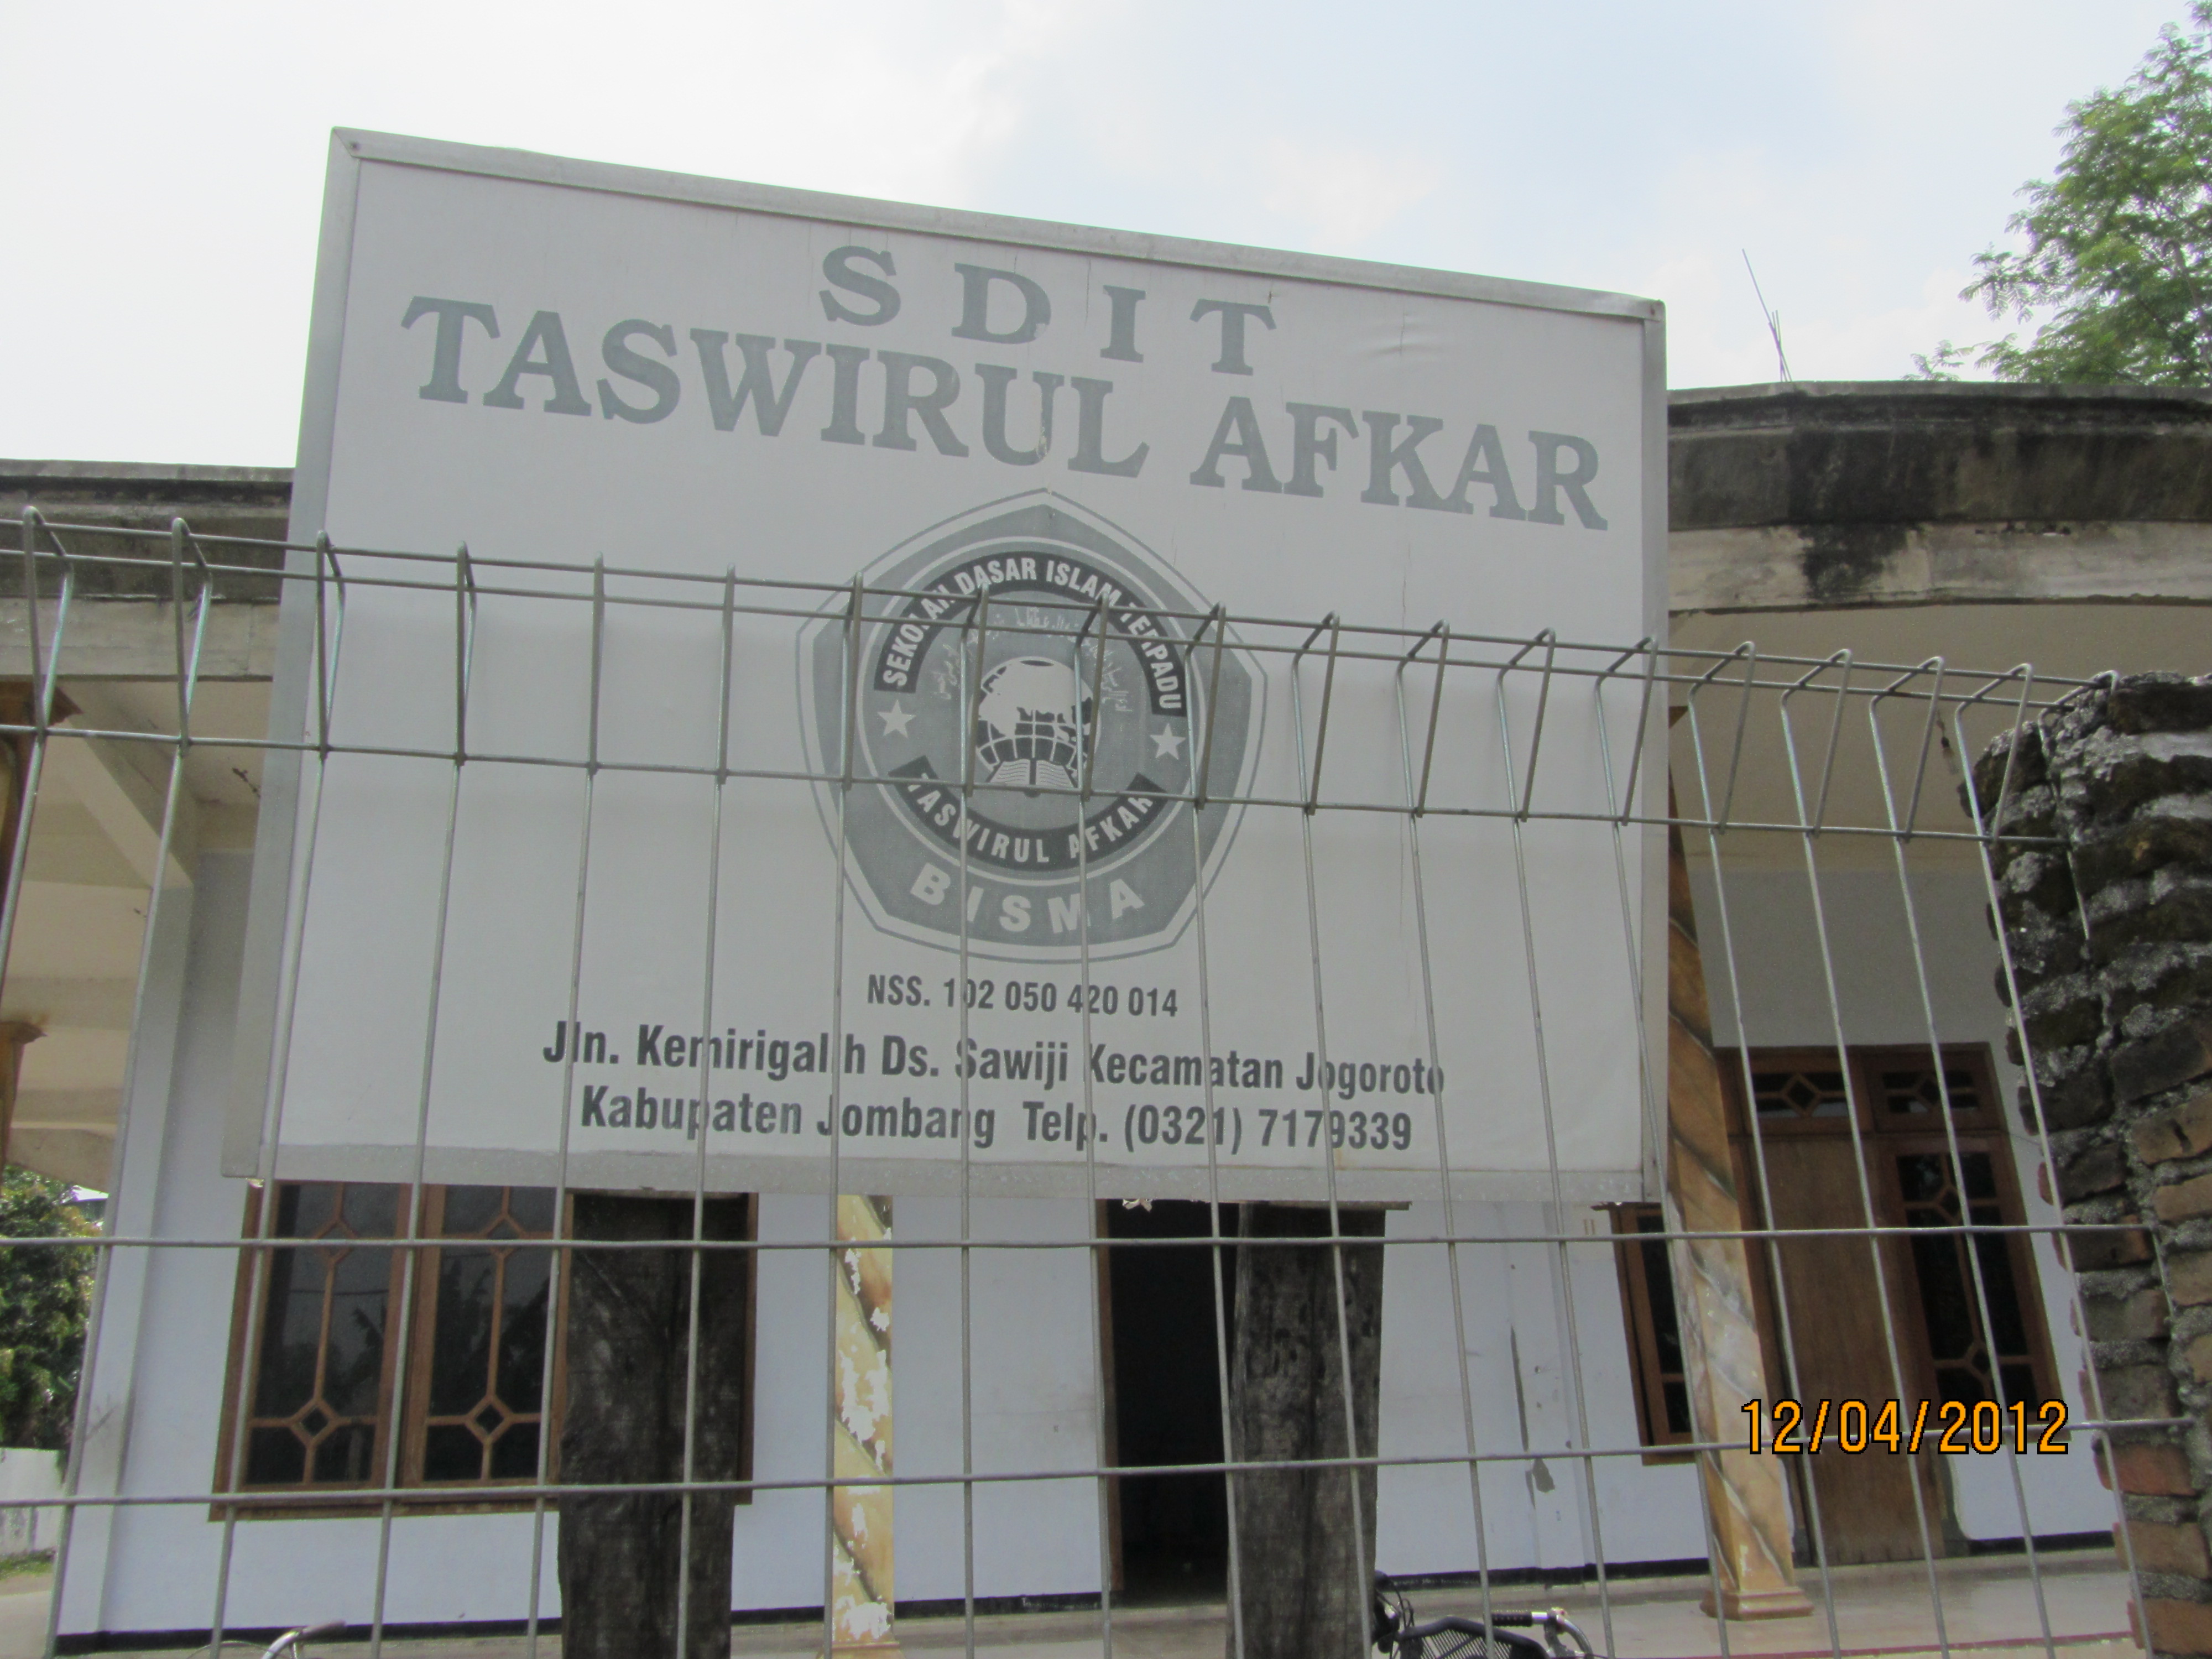 SDIT
TASWIRUL AFKAR
SEKOLAH DASAR ISLAM TERPADU
TASWIRUL AFKAR
BISMA
NSS. 102 050 420 014
Jln. Kemirigalih Ds. Sawiji Kecamatan Jogoroto
Kabupaten Jombang Telp. (0321) 7179339
12/04/2012